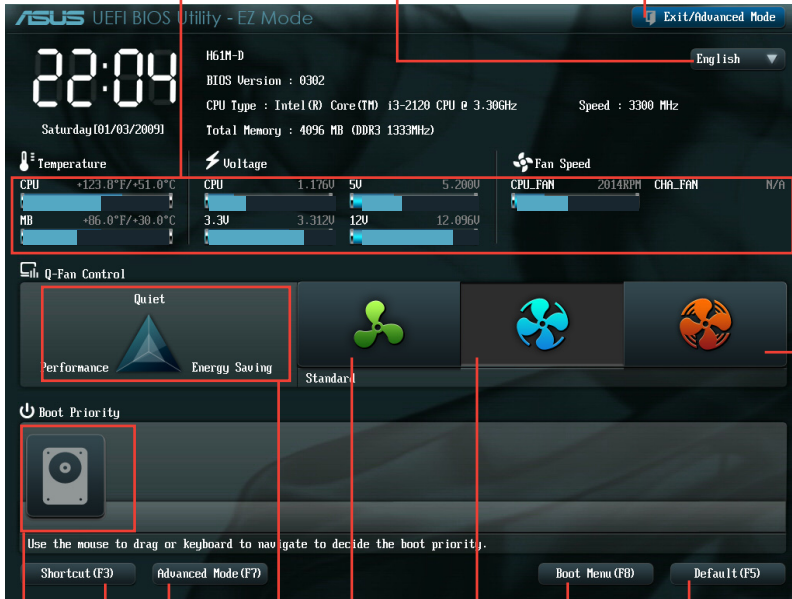 ASUS UEFI BIOS Utility - EZ Mode
Exit/Advanced Mode
English
22:04
Saturday[01/03/2009]
H61M-D
BIOS Version : 0302
CPU Type : Intel(R) Core(TM) i3-2120 CPU @ 3.30GHz Speed : 3300 MHz
Total Memory : 4096 MB (DDR3 1333MHz)
Temperature
CPU +123.8°F/+51.0°C
MB +86.0°F/+30.0°C
Voltage
CPU 1.176V 5V 5.200V
3.3V 3.312V 12V 12.096V
Fan Speed
CPU_FAN 2014RPM CHA_FAN N/A
Q-Fan Control
Quiet
Performance Energy Saving
Standard
Boot Priority
Use the mouse to drag or keyboard to navigate to decide the boot priority.
Shortcut(F3) Advanced Mode(F7) Boot Menu(F8) Default(F5)